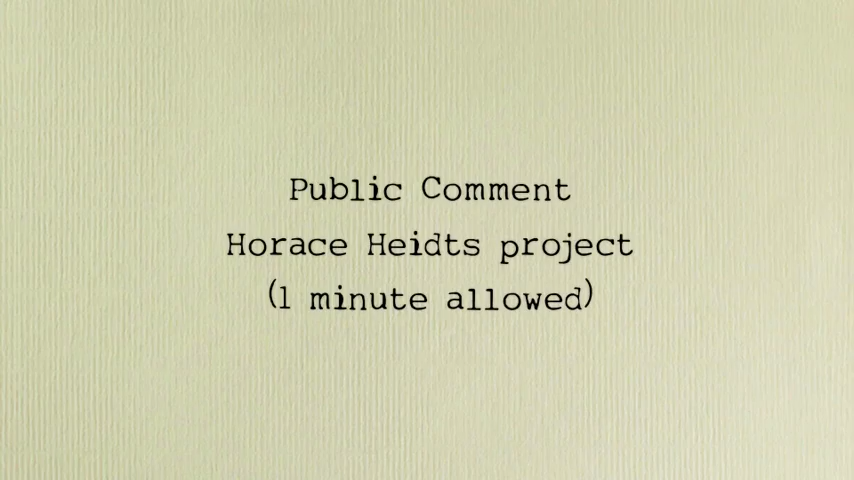 Public Comment
Horace Heidts project
(1 minute allowed)